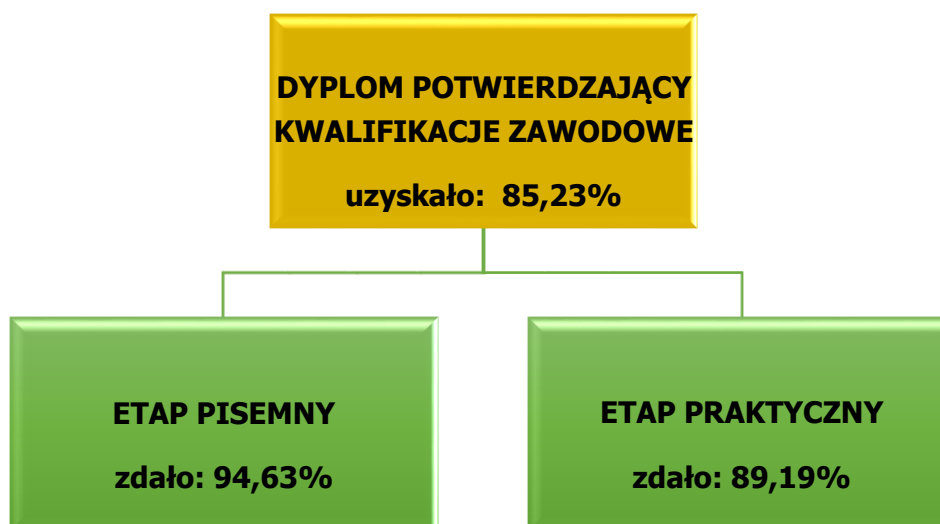 DYPLOM POTWIERDZAJĄCY
KWALIFIKACJE ZAWODOWE
uzyskało: 85,23%
ETAP PISEMNY
zdało: 94,63%
ETAP PRAKTYCZNY
zdało: 89,19%